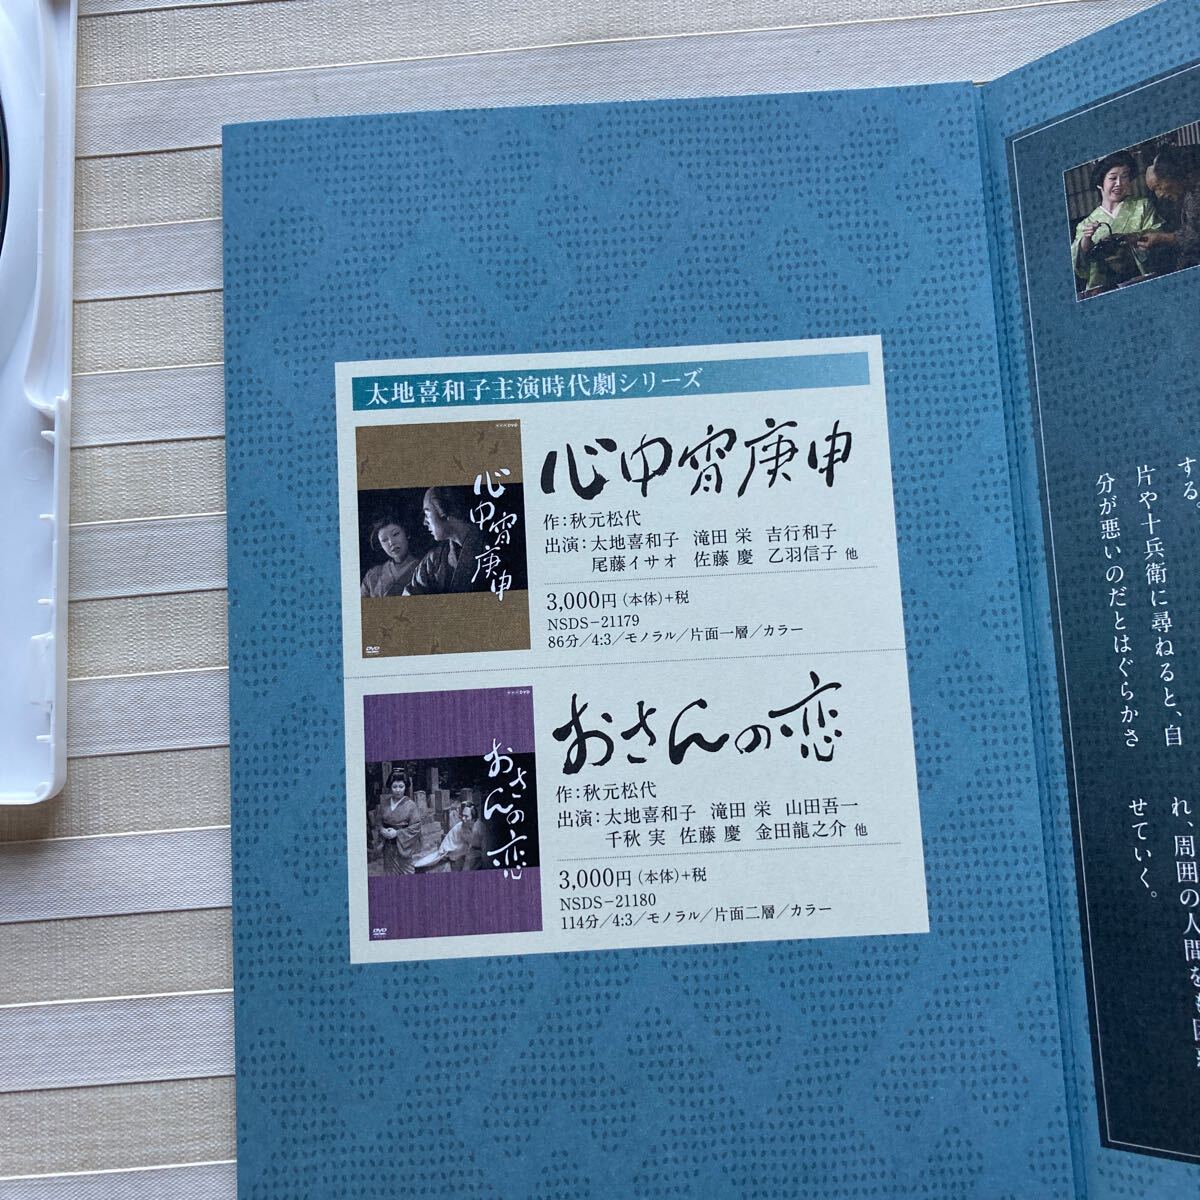 太地喜和子主演時代劇シリーズ
NHK DVD
心中宵庚申
DVD
心中宵庚申
作:秋元松代
出演:太地喜和子 滝田 栄 吉行和子
尾藤イサオ 佐藤 慶 乙羽信子 他
3,000円(本体)+税
NSDS-21179
86分/4:3/モノラル/片面一層/カラー
NHK DVD
おさんの恋
DVD
おさんの恋
作:秋元松代
出演:太地喜和子 滝田 栄 山田吾一
千秋 実 佐藤 慶 金田龍之介 他
3,000円(本体)+税
NSDS-21180
114分/4:3/モノラル/片面二層/カラー
する。
片や十兵衛に尋ねると、自
分が悪いのだとはぐらかさ
れ、周囲の人間を
せていく。